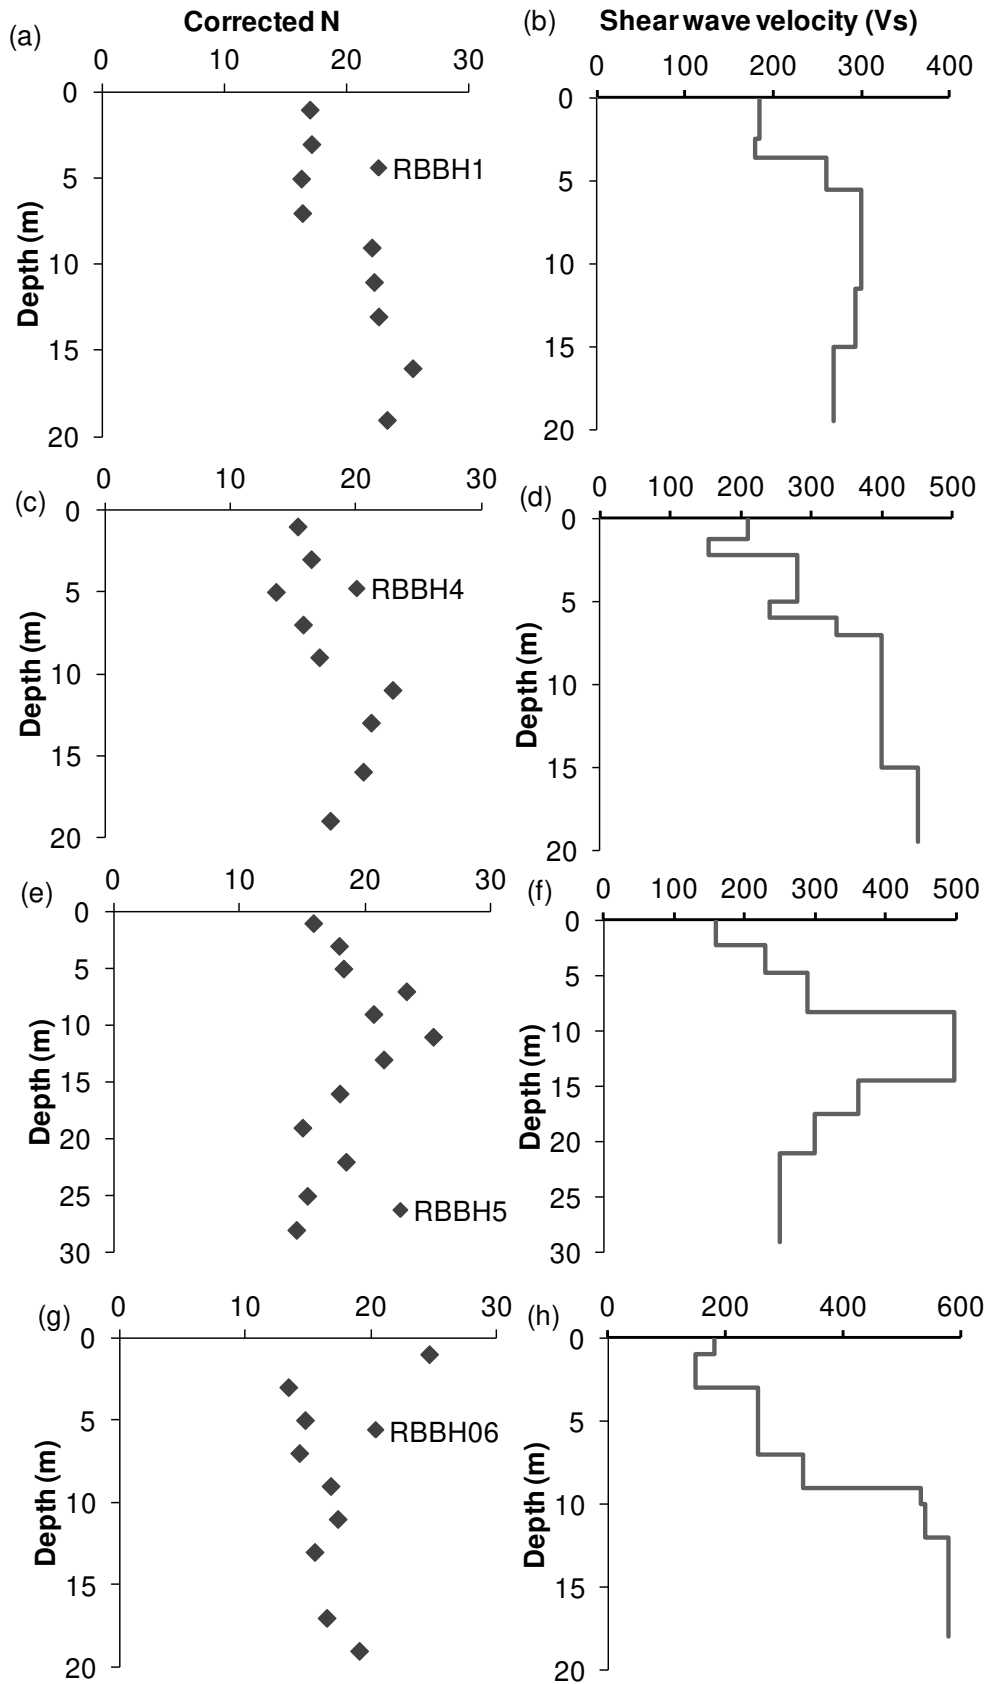 (a) Corrected N
0 10 20 30
0
5
10
15
20
Depth (m)
RBBH1
(b) Shear wave velocity (Vs)
0 100 200 300 400
0
5
10
15
20
(c)
0 10 20 30
0
5
10
15
20
Depth (m)
RBBH4
(d)
0 100 200 300 400 500
0
5
10
15
20
Depth (m)
(e)
0 10 20 30
0
5
10
15
20
25
30
Depth (m)
RBBH5
(f)
0 100 200 300 400 500
0
5
10
15
20
25
30
Depth (m)
(g)
0 10 20 30
0
5
10
15
20
Depth (m)
RBBH06
(h)
0 200 400 600
0
5
10
15
20
Depth (m)